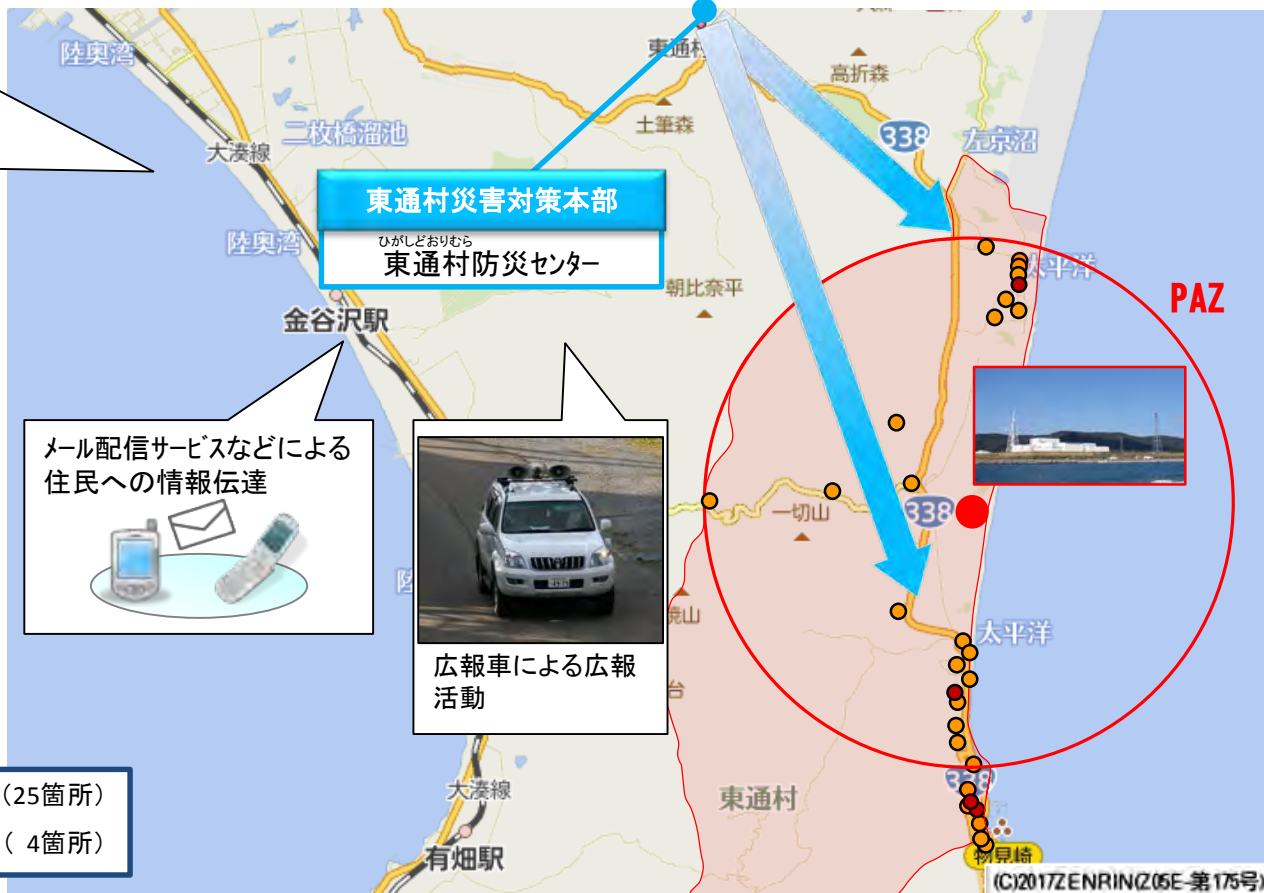 陸奥湾
東通村
高折森
土筆森
338
左京沼
二枚橋溜池
大湊線
東通村災害対策本部
ひがしどおりむら
東通村防災センター
陸奥湾
太平洋
朝比奈平
PAZ
金谷沢駅
メール配信サービスなどによる
住民への情報伝達
一切山
338
広報車による広報
活動
太平洋
大湊線
東通村
338
(25箇所)
( 4箇所)
有畑駅
物見崎
(C)2017ZENRIN(Z05E-第175号)